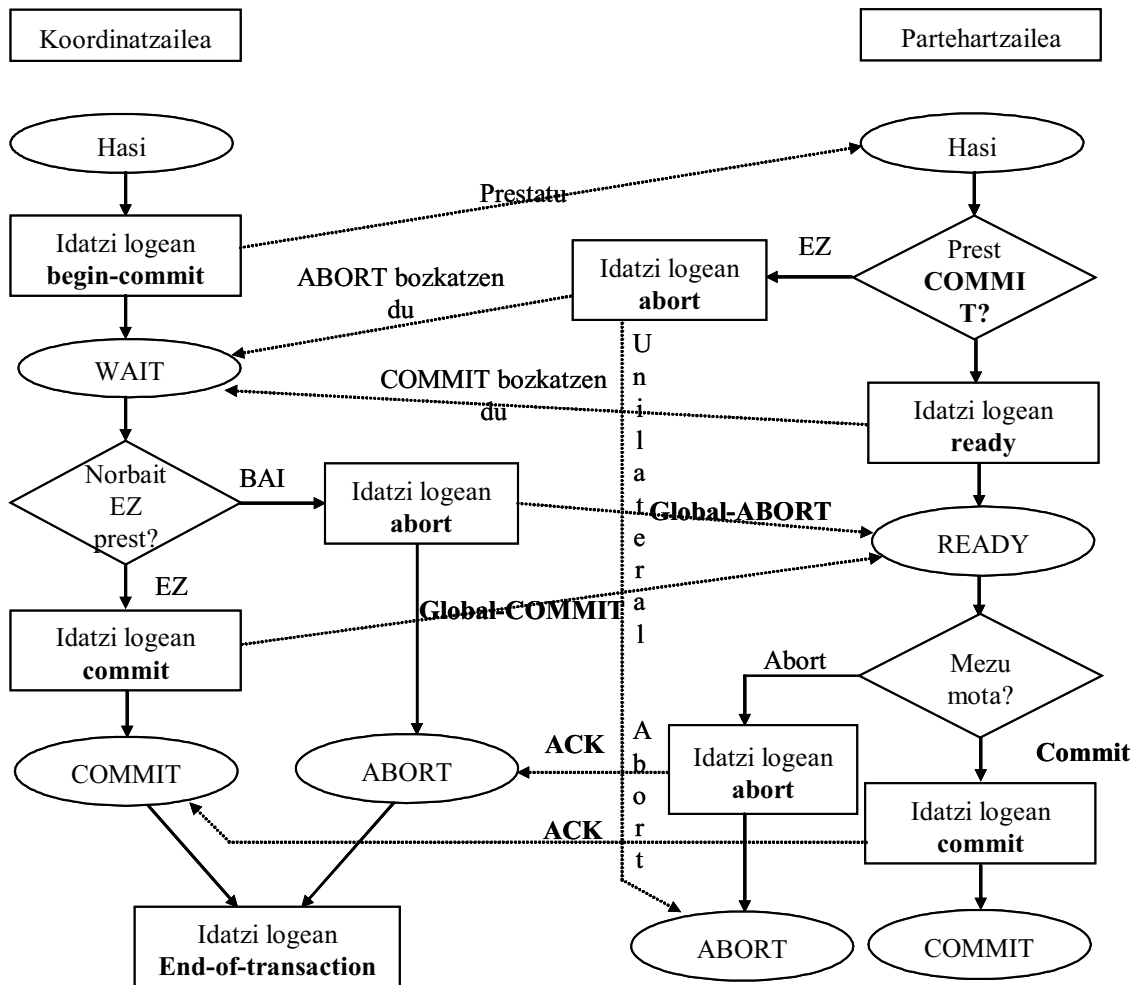 Koordinatzailea
Partehartzailea
Hasi
Hasi
Prestatu
Idatzi logean
begin-commit
EZ
Prest
COMMI
T?
Idatzi logean
abort
ABORT bozkatzen
du
WAIT
COMMIT bozkatzen
du
Unilateral
Abort
Idatzi logean
ready
Norbait
EZ
prest?
BAI
Idatzi logean
abort
Global-ABORT
READY
EZ
Global-COMMIT
Idatzi logean
commit
Abort
Mezu
mota?
COMMIT
ABORT
ACK
Idatzi logean
abort
Commit
ACK
Idatzi logean
commit
Idatzi logean
End-of-transaction
ABORT
COMMIT